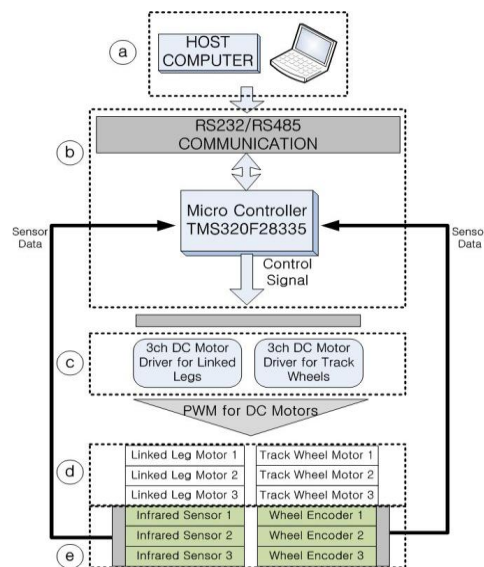 a
HOST
COMPUTER
b
RS232/RS485
COMMUNICATION
Micro Controller
TMS320F28335
Sensor
Data
Senso
Data
Control
Signal
c
3ch DC Motor
Driver for Linked
Legs
3ch DC Motor
Driver for Track
Wheels
PWM for DC Motors
d
Linked Leg Motor 1
Track Wheel Motor 1
Linked Leg Motor 2
Track Wheel Motor 2
Linked Leg Motor 3
Track Wheel Motor 3
e
Infrared Sensor 1
Wheel Encoder 1
Infrared Sensor 2
Wheel Encoder 2
Infrared Sensor 3
Wheel Encoder 3